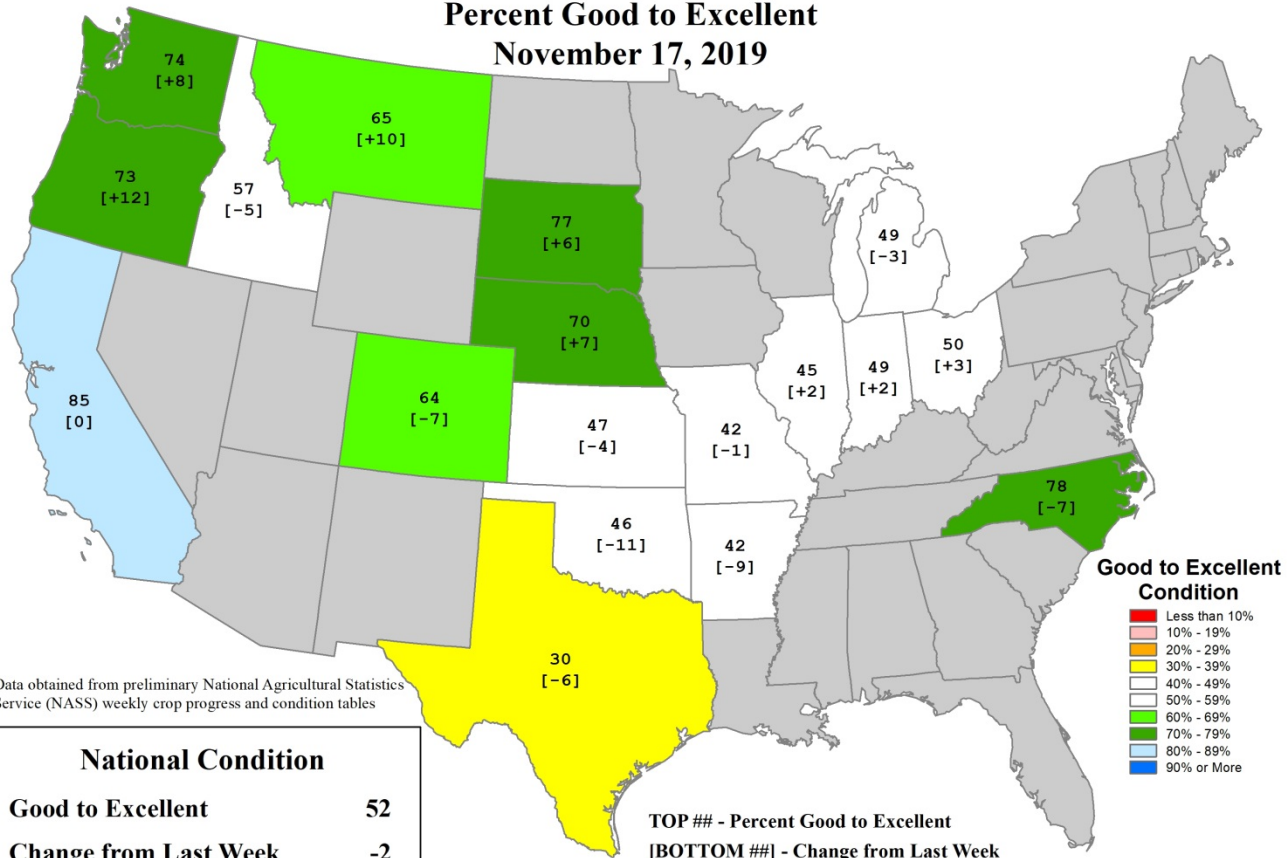 Percent Good to Excellent
November 17, 2019
74
[+8]
65
[+10]
73
[+12]
57
[-5]
77
[+6]
49
[-3]
70
[+7]
50
[+3]
45
[+2]
49
[+2]
85
[0]
64
[-7]
47
[-4]
42
[-1]
78
[-7]
46
[-11]
42
[-9]
30
[-6]
Good to Excellent
Condition
Less than 10%
10% - 19%
20% - 29%
30% - 39%
40% - 49%
50% - 59%
60% - 69%
70% - 79%
80% - 89%
90% or More
Data obtained from preliminary National Agricultural Statistics
Service (NASS) weekly crop progress and condition tables
National Condition
Good to Excellent 52
Change from Last Week -2
TOP ## - Percent Good to Excellent
[BOTTOM ##] - Change from Last Week